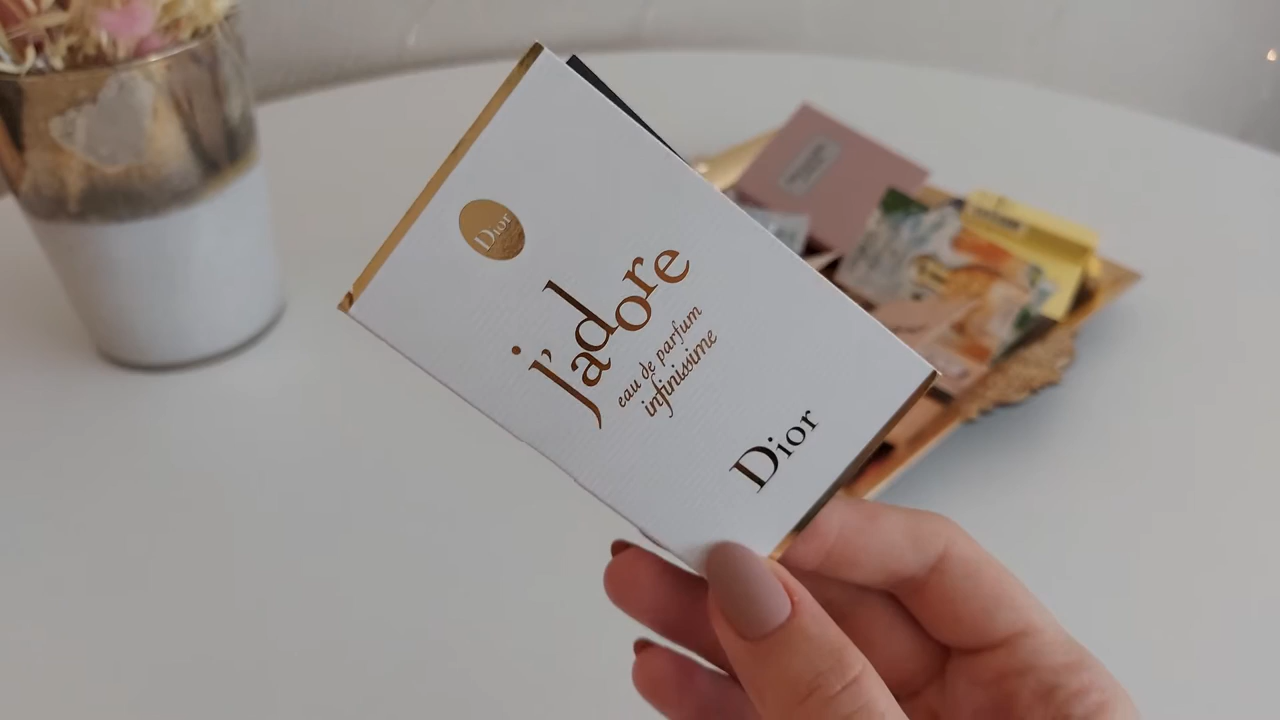 Dior
j'adore
eau de parfum
infinissime
Dior